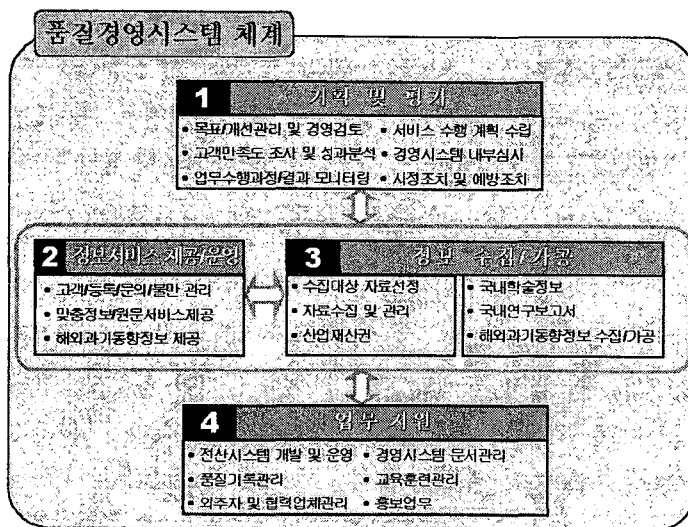 품질경영시스템 체계
1 기획 및 평가
• 목표/개선관리 및 경영검토 • 서비스 수행 계획 수립
• 고객만족도 조사 및 성과분석 • 경영시스템 내부심사
• 업무수행과정/결과 모니터링 • 시정조치 및 예방조치
2 정보서비스 제공/운영
• 고객/등록/문의/불만 관리
• 맞춤정보/원문서비스제공
• 해외과기동향정보 제공
3 정보 수집/가공
• 수집대상 자료선정
• 자료수집 및 관리
• 산업재산권
• 국내학술정보
• 국내연구보고서
• 해외과기동향정보 수집/가공
4 업무 지원
• 전산시스템 개발 및 운영 • 경영시스템 문서관리
• 품질기록관리 • 교육훈련관리
• 외주자 및 협력업체관리 • 홍보업무